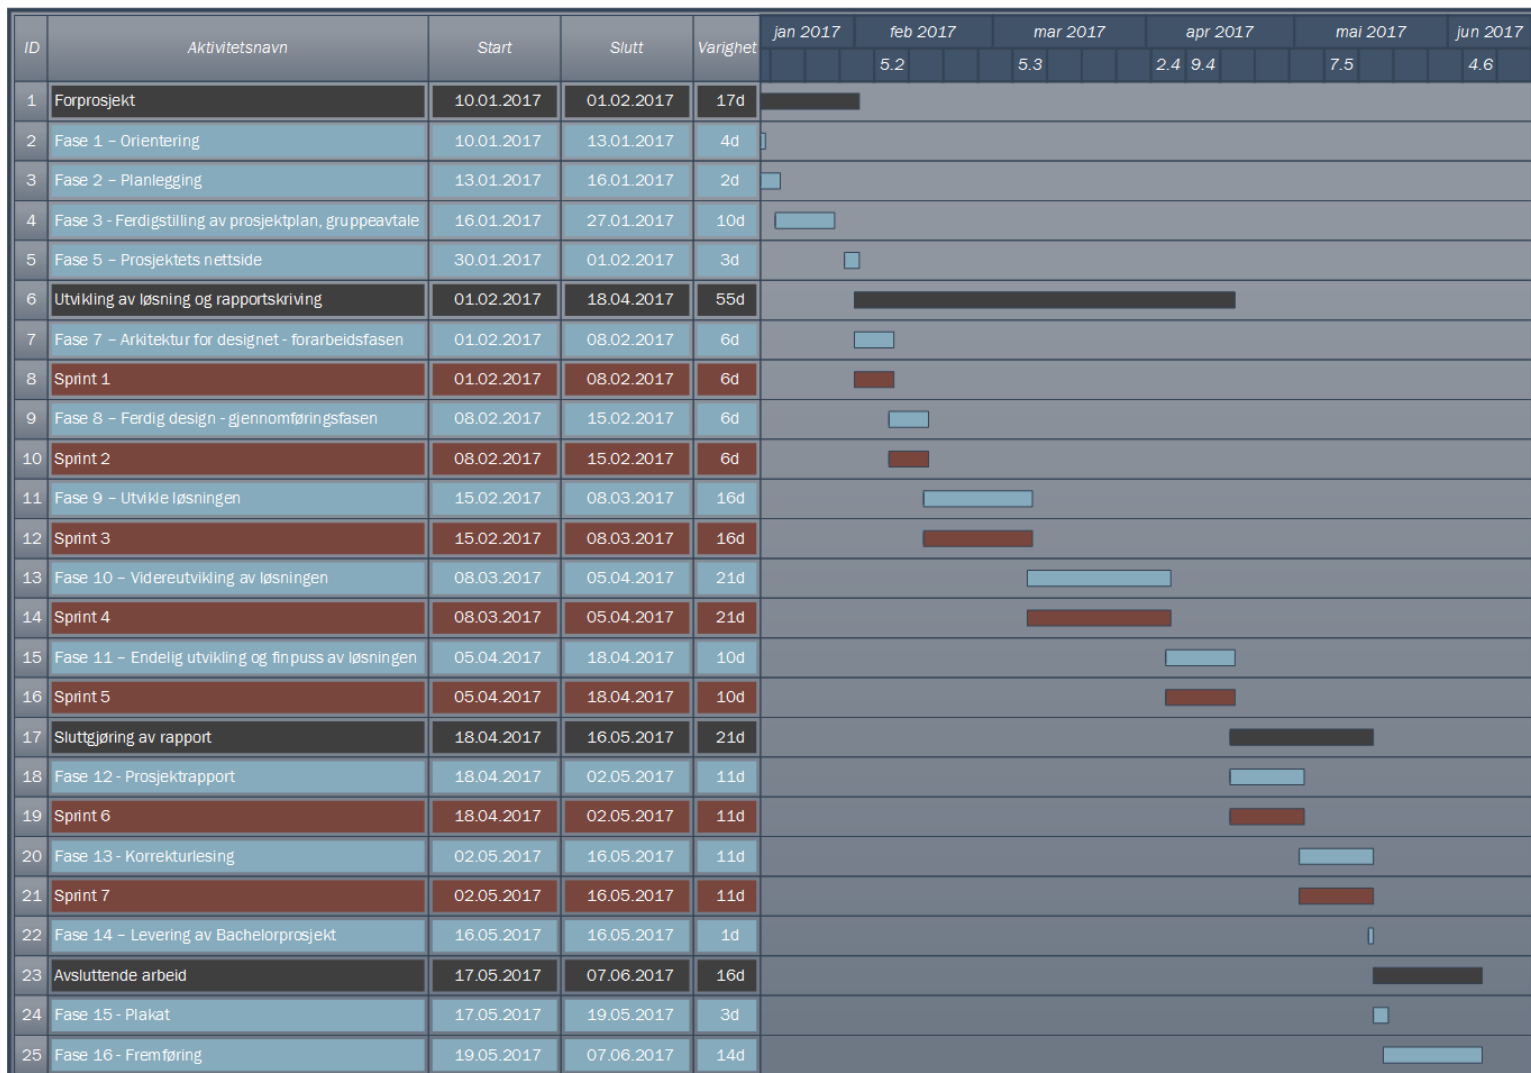 ID Aktivitetsnavn Start Slutt Varighet jan 2017 feb 2017 mar 2017 apr 2017 mai 2017 jun 2017
5.2 5.3 2.4 9.4 7.5 4.6
1 Forprosjekt 10.01.2017 01.02.2017 17d
2 Fase 1 – Orientering 10.01.2017 13.01.2017 4d
3 Fase 2 – Planlegging 13.01.2017 16.01.2017 2d
4 Fase 3 - Ferdigstilling av prosjektplan, gruppeavtale 16.01.2017 27.01.2017 10d
5 Fase 5 – Prosjektets nettside 30.01.2017 01.02.2017 3d
6 Utvikling av løsning og rapportskriving 01.02.2017 18.04.2017 55d
7 Fase 7 – Arkitektur for designet - forarbeidsfasen 01.02.2017 08.02.2017 6d
8 Sprint 1 01.02.2017 08.02.2017 6d
9 Fase 8 – Ferdig design - gjennomføringsfasen 08.02.2017 15.02.2017 6d
10 Sprint 2 08.02.2017 15.02.2017 6d
11 Fase 9 – Utvikle løsningen 15.02.2017 08.03.2017 16d
12 Sprint 3 15.02.2017 08.03.2017 16d
13 Fase 10 – Videreutvikling av løsningen 08.03.2017 05.04.2017 21d
14 Sprint 4 08.03.2017 05.04.2017 21d
15 Fase 11 – Endelig utvikling og finpuss av løsningen 05.04.2017 18.04.2017 10d
16 Sprint 5 05.04.2017 18.04.2017 10d
17 Sluttgjøring av rapport 18.04.2017 16.05.2017 21d
18 Fase 12 - Prosjektrapport 18.04.2017 02.05.2017 11d
19 Sprint 6 18.04.2017 02.05.2017 11d
20 Fase 13 - Korrekturlesing 02.05.2017 16.05.2017 11d
21 Sprint 7 02.05.2017 16.05.2017 11d
22 Fase 14 – Levering av Bachelorprosjekt 16.05.2017 16.05.2017 1d
23 Avsluttende arbeid 17.05.2017 07.06.2017 16d
24 Fase 15 - Plakat 17.05.2017 19.05.2017 3d
25 Fase 16 - Fremføring 19.05.2017 07.06.2017 14d